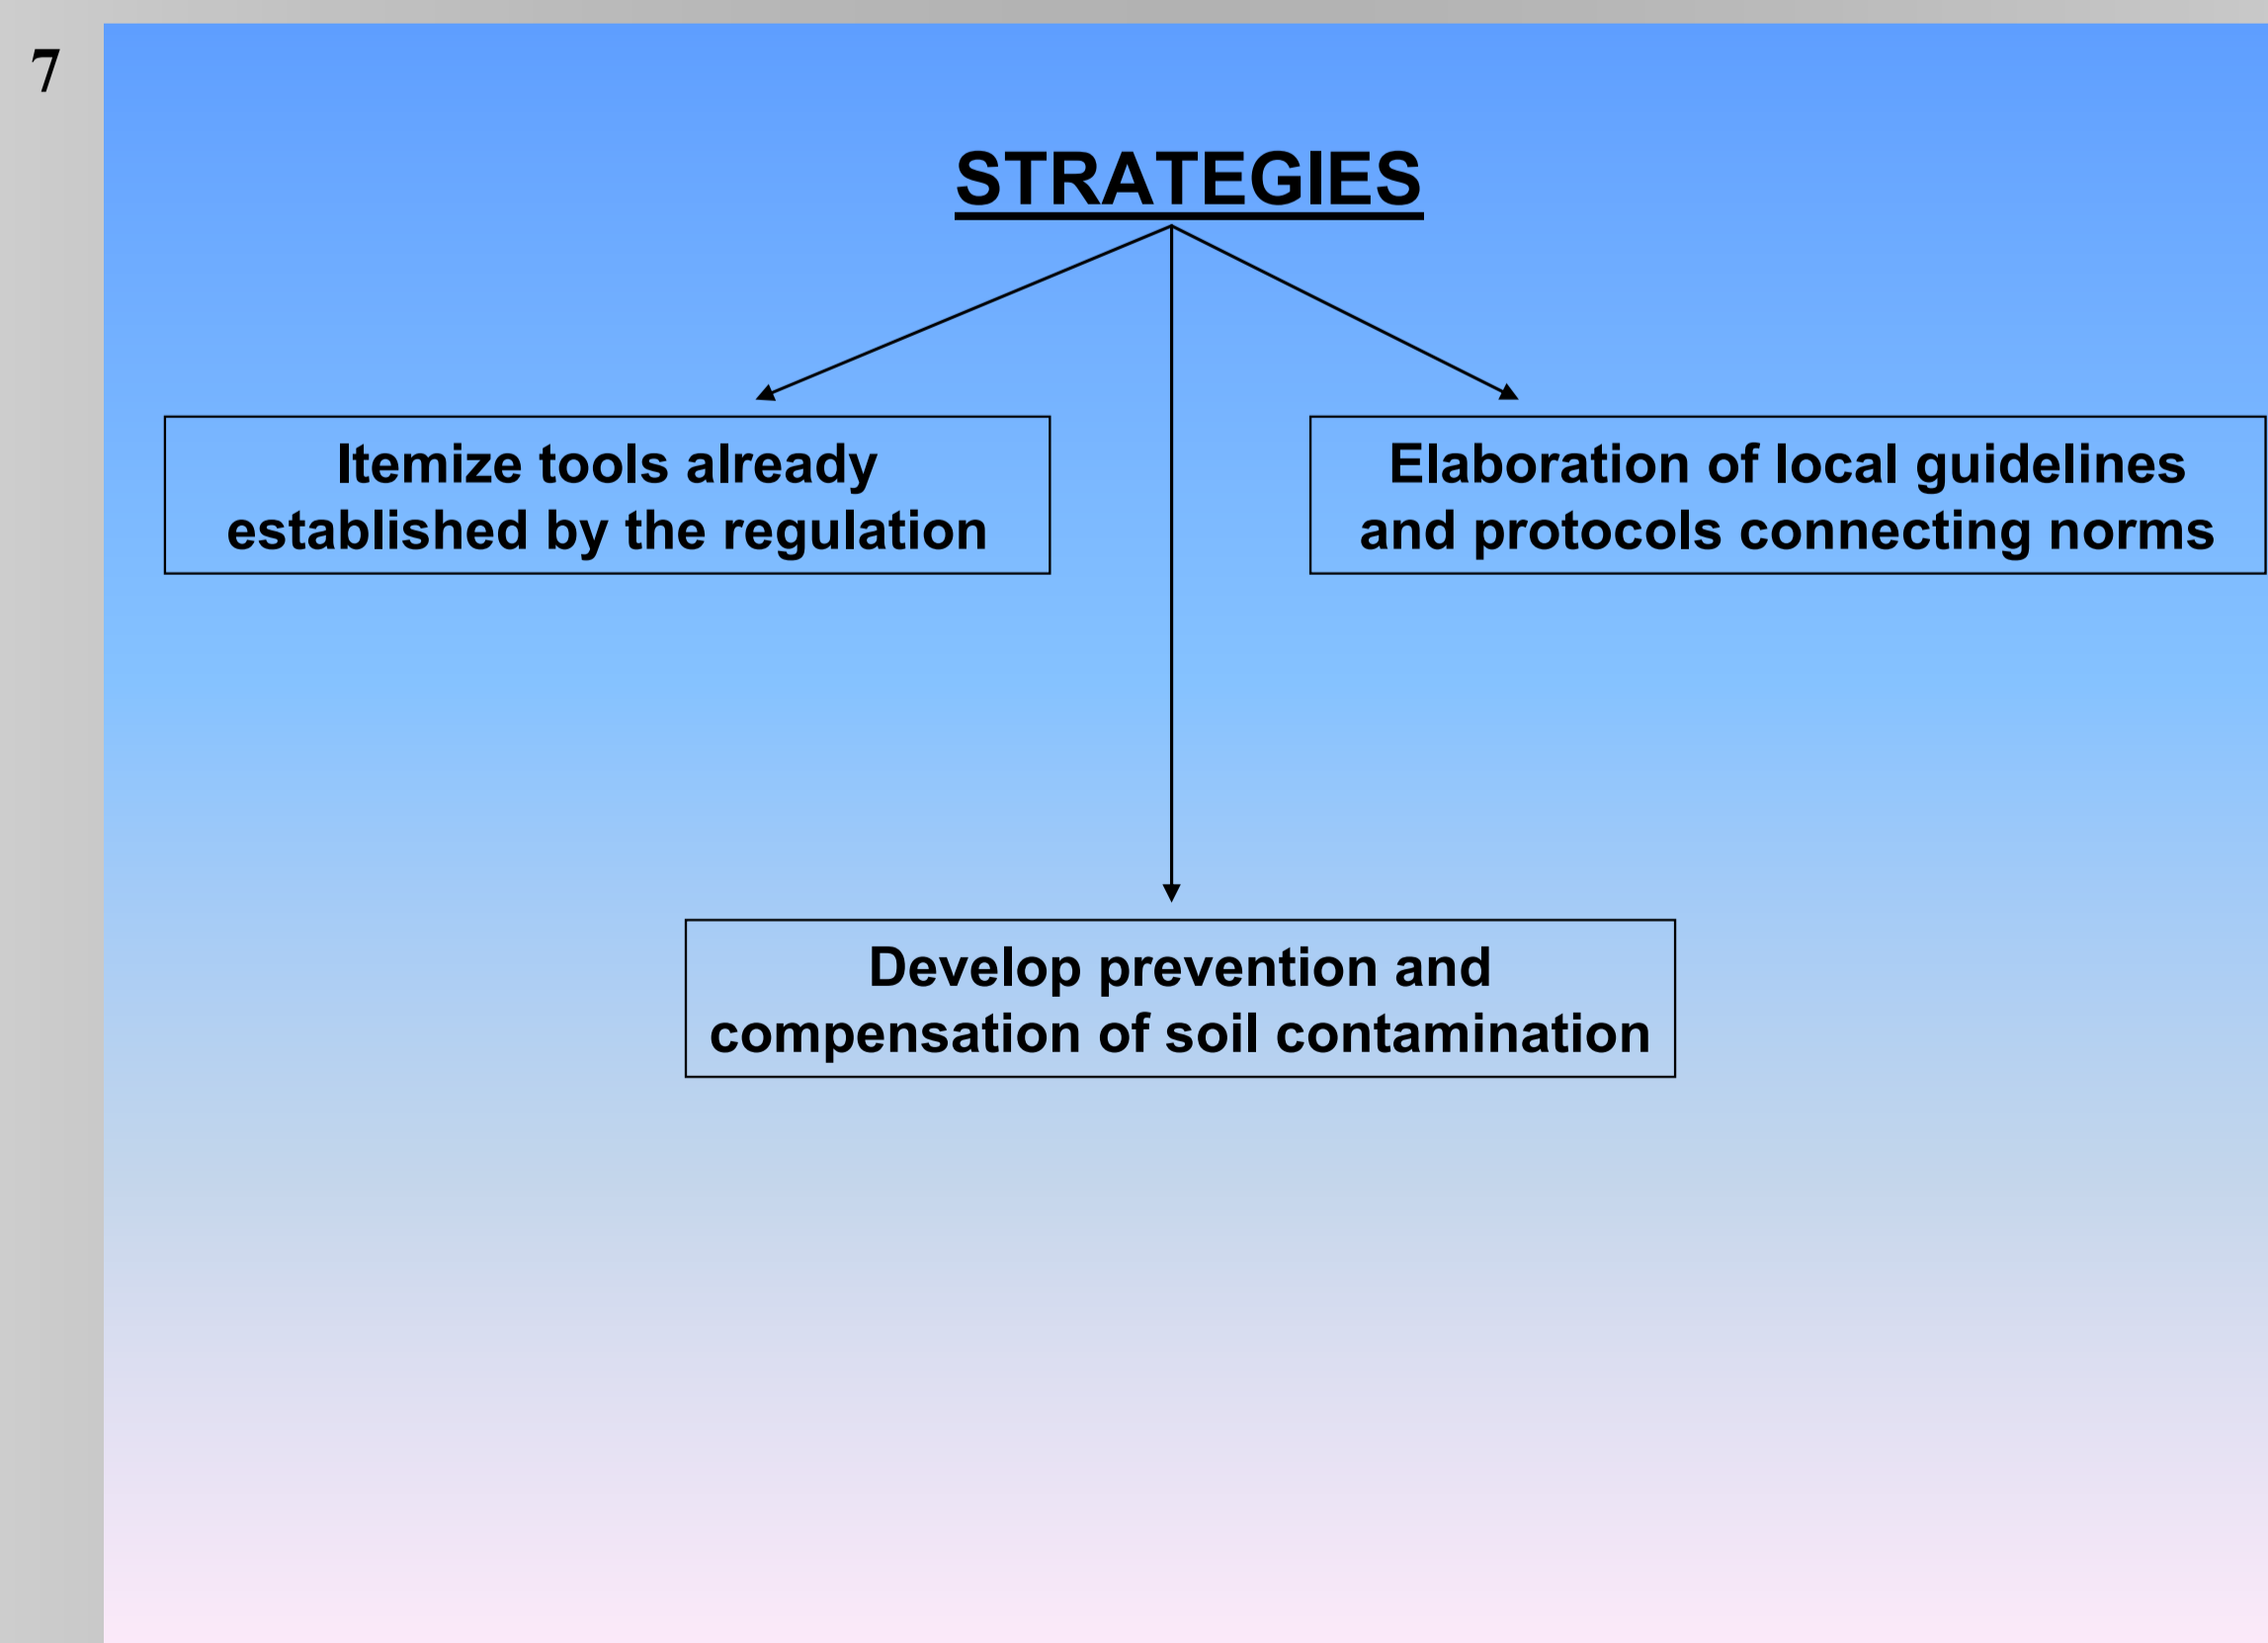 7
STRATEGIES
Itemize tools already
established by the regulation
Elaboration of local guidelines
and protocols connecting norms
Develop prevention and
compensation of soil contamination